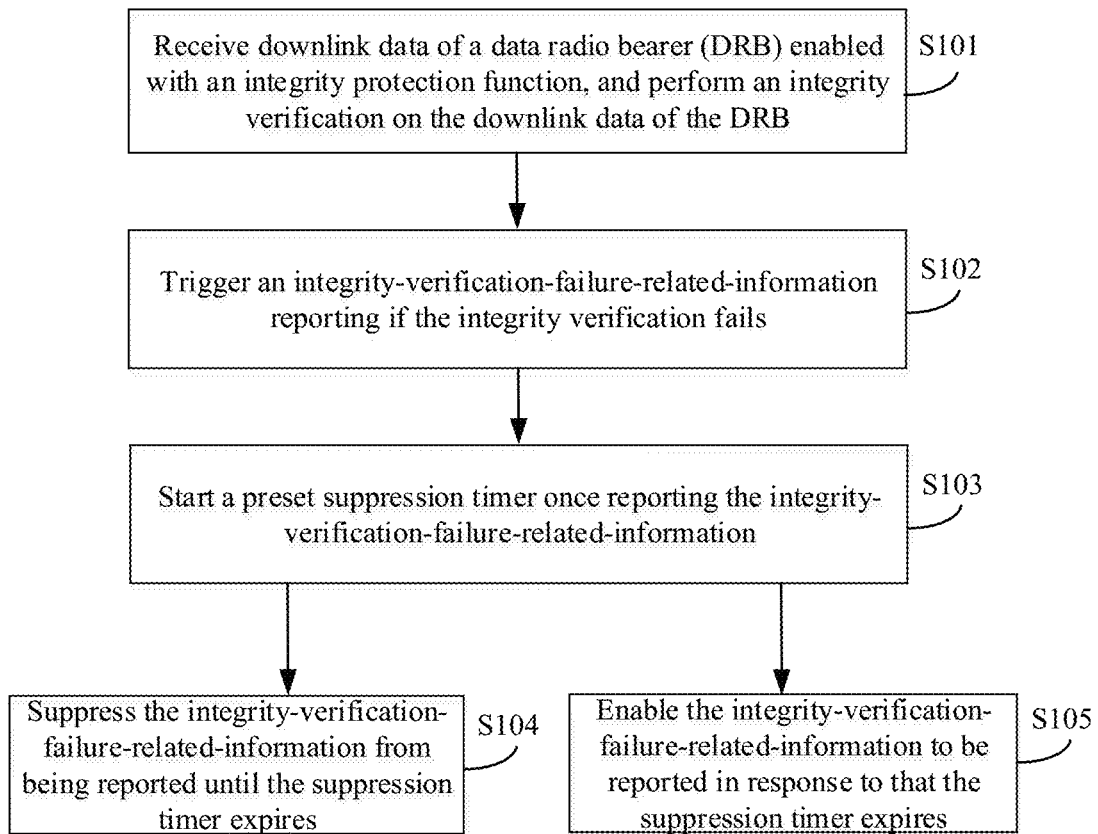 Receive downlink data of a data radio bearer (DRB) enabled
with an integrity protection function, and perform an integrity
verification on the downlink data of the DRB
S101
Trigger an integrity-verification-failure-related-information
reporting if the integrity verification fails
S102
Start a preset suppression timer once reporting the integrity-
verification-failure-related-information
S103
Suppress the integrity-verification-
failure-related-information from
being reported until the suppression
timer expires
S104
Enable the integrity-verification-
failure-related-information to be
reported in response to that the
suppression timer expires
S105